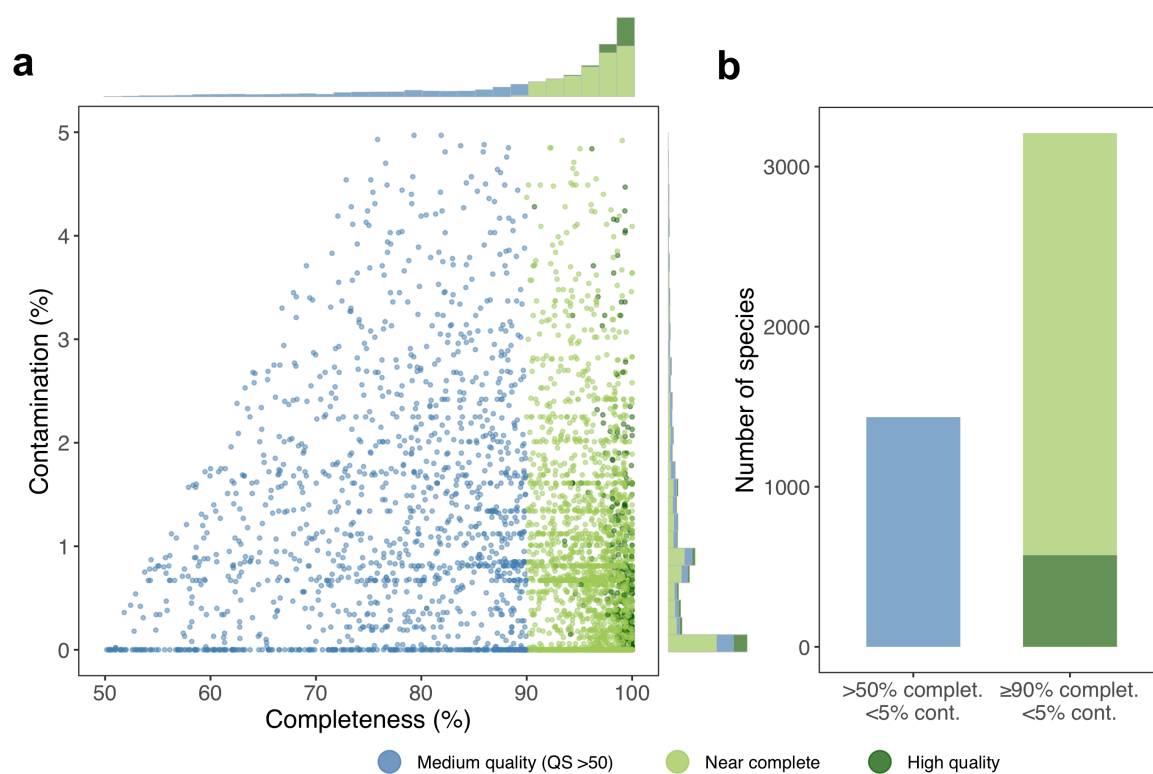 a
5
4
3
2
1
0
Contamination (%)
50 60 70 80 90 100
Completeness (%)
b
3000
2000
1000
0
Number of species
>50% complet. ≥90% complet.
<5% cont. <5% cont.
Medium quality (QS >50) Near complete High quality